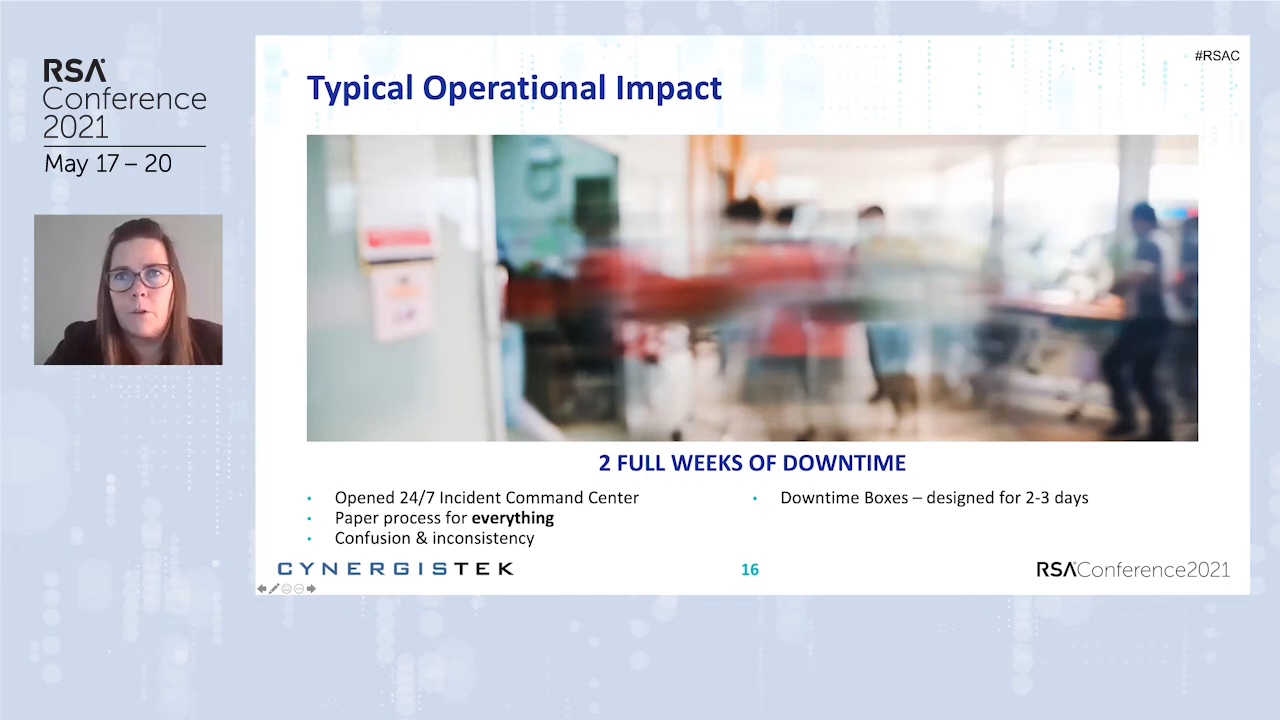 RSA
Conference
2021
May 17 – 20
#RSAC
Typical Operational Impact
2 FULL WEEKS OF DOWNTIME
• Opened 24/7 Incident Command Center
• Paper process for everything
• Confusion & inconsistency
• Downtime Boxes – designed for 2-3 days
CYNERGISTEK
16
RSAConference2021